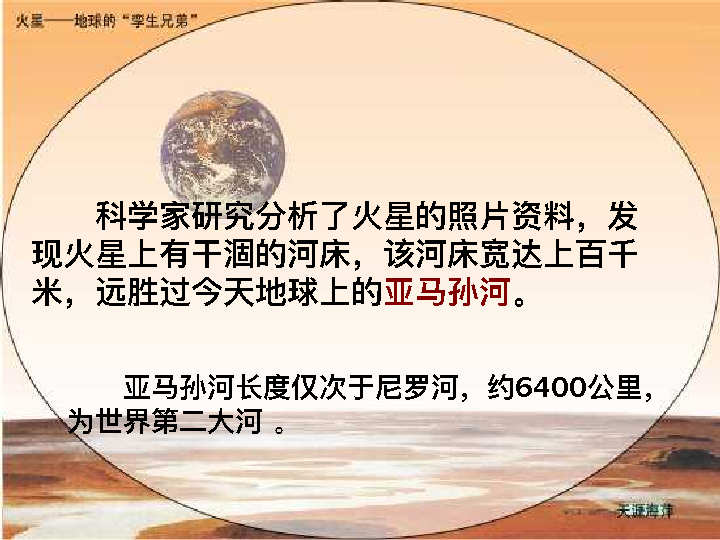 火星——地球的“孪生兄弟”
科学家研究分析了火星的照片资料，发
现火星上有干涸的河床，该河床宽达上百千
米，远胜过今天地球上的亚马孙河。
亚马孙河长度仅次于尼罗河，约6400公里，
为世界第二大河 。
天涯海洋